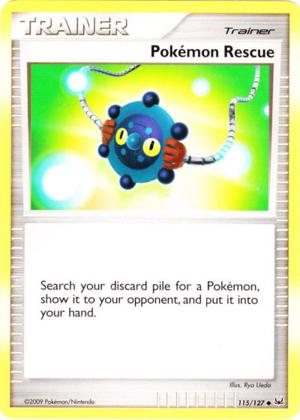 TRAINER
Trainer
Pokémon Rescue
Search your discard pile for a Pokémon,
show it to your opponent, and put it into
your hand.
Illus. Ryo Ueda
©2009 Pokémon/Nintendo
115/127